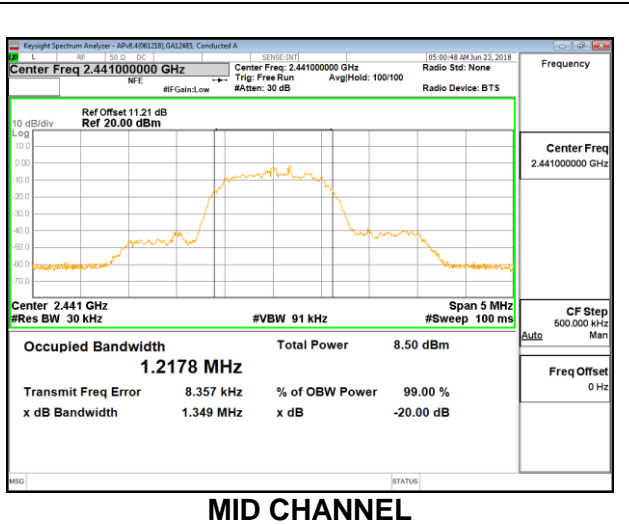 Keysight Spectrum Analyzer - APv8.4(061218),GA12485, Conducted A
L RF 50 Ω DC SENSE:INT 05:00:48 AM Jun 23, 2018
Center Freq 2.441000000 GHz Center Freq: 2.441000000 GHz Radio Std: None Frequency
NFE Trig: Free Run Avg|Hold: 100/100
#IFGain:Low #Atten: 30 dB Radio Device: BTS
Ref Offset 11.21 dB
10 dB/div Ref 20.00 dBm
Log
10.0
0.00
-10.0
-20.0
-30.0
-40.0
-50.0
-60.0
-70.0
Center Freq
2.441000000 GHz
Center 2.441 GHz Span 5 MHz
#Res BW 30 kHz #VBW 91 kHz #Sweep 100 ms
CF Step
500.000 kHz
Auto Man
Occupied Bandwidth Total Power 8.50 dBm
1.2178 MHz
Freq Offset
0 Hz
Transmit Freq Error 8.357 kHz % of OBW Power 99.00 %
x dB Bandwidth 1.349 MHz x dB -20.00 dB
MSG STATUS
MID CHANNEL